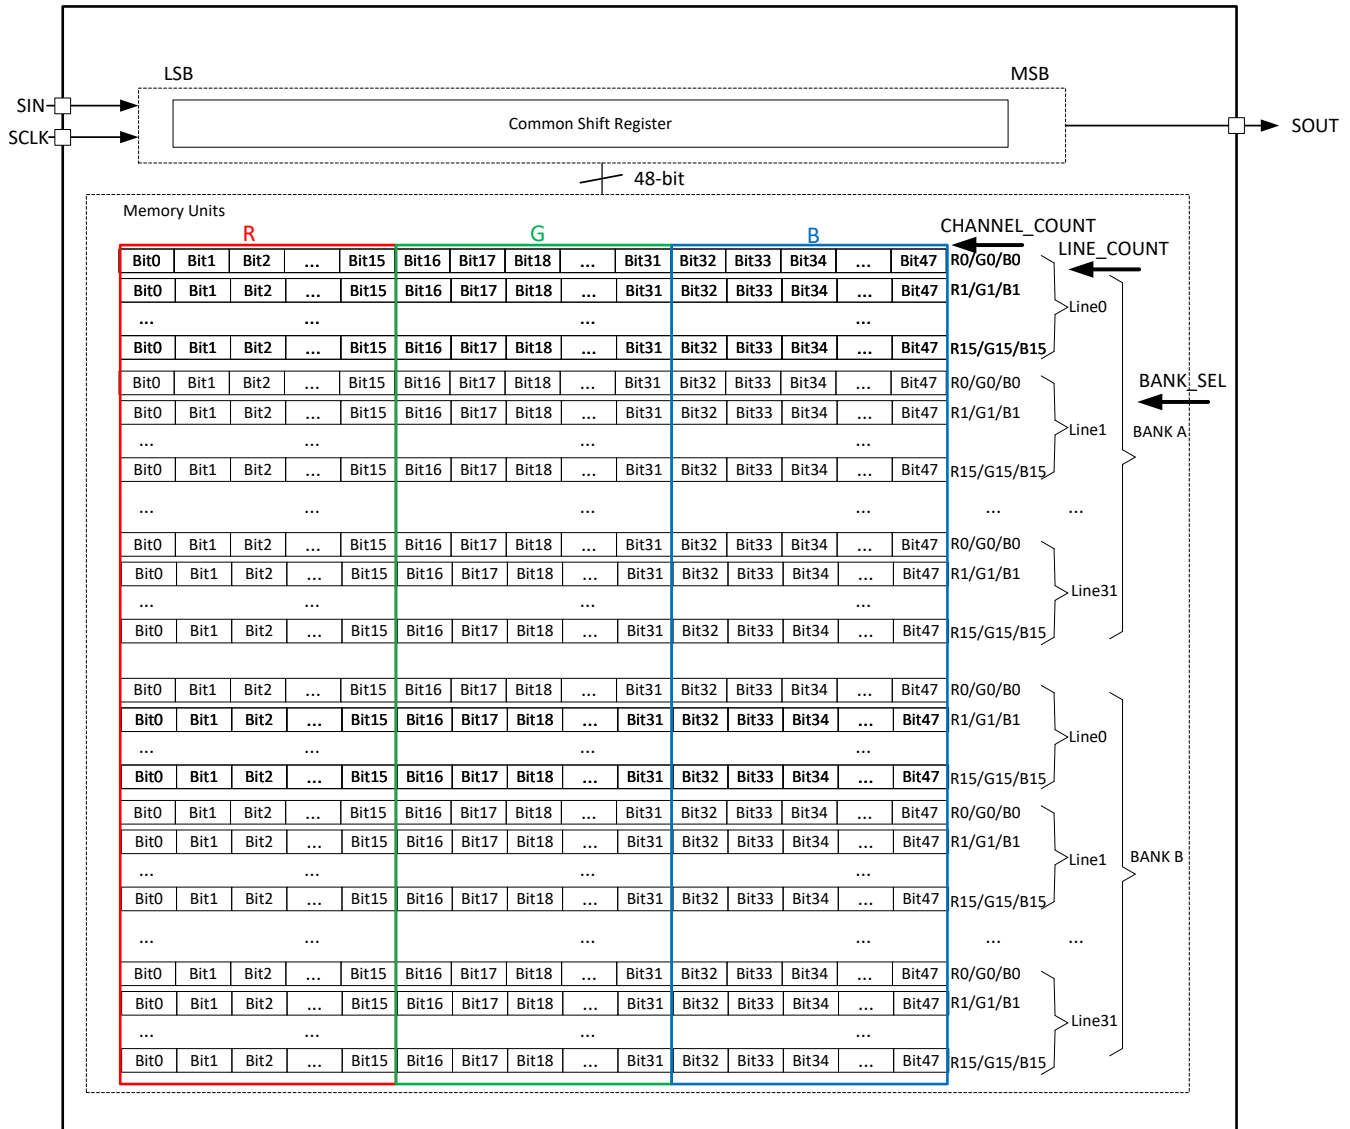 LSB MSB
SIN
SCLK
Common Shift Register
SOUT
48-bit
Memory Units
R G B
CHANNEL_COUNT
LINE_COUNT
Bit0 Bit1 Bit2 ... Bit15 Bit16 Bit17 Bit18 ... Bit31 Bit32 Bit33 Bit34 ... Bit47 R0/G0/B0
Bit0 Bit1 Bit2 ... Bit15 Bit16 Bit17 Bit18 ... Bit31 Bit32 Bit33 Bit34 ... Bit47 R1/G1/B1
... ... ... ... Line0
Bit0 Bit1 Bit2 ... Bit15 Bit16 Bit17 Bit18 ... Bit31 Bit32 Bit33 Bit34 ... Bit47 R15/G15/B15
Bit0 Bit1 Bit2 ... Bit15 Bit16 Bit17 Bit18 ... Bit31 Bit32 Bit33 Bit34 ... Bit47 R0/G0/B0
BANK_SEL
Bit0 Bit1 Bit2 ... Bit15 Bit16 Bit17 Bit18 ... Bit31 Bit32 Bit33 Bit34 ... Bit47 R1/G1/B1
... ... ... ... Line1 BANK A
Bit0 Bit1 Bit2 ... Bit15 Bit16 Bit17 Bit18 ... Bit31 Bit32 Bit33 Bit34 ... Bit47 R15/G15/B15
... ... ... ... ... ...
Bit0 Bit1 Bit2 ... Bit15 Bit16 Bit17 Bit18 ... Bit31 Bit32 Bit33 Bit34 ... Bit47 R0/G0/B0
Bit0 Bit1 Bit2 ... Bit15 Bit16 Bit17 Bit18 ... Bit31 Bit32 Bit33 Bit34 ... Bit47 R1/G1/B1
... ... ... ... Line31
Bit0 Bit1 Bit2 ... Bit15 Bit16 Bit17 Bit18 ... Bit31 Bit32 Bit33 Bit34 ... Bit47 R15/G15/B15
Bit0 Bit1 Bit2 ... Bit15 Bit16 Bit17 Bit18 ... Bit31 Bit32 Bit33 Bit34 ... Bit47 R0/G0/B0
Bit0 Bit1 Bit2 ... Bit15 Bit16 Bit17 Bit18 ... Bit31 Bit32 Bit33 Bit34 ... Bit47 R1/G1/B1
... ... ... ... Line0
Bit0 Bit1 Bit2 ... Bit15 Bit16 Bit17 Bit18 ... Bit31 Bit32 Bit33 Bit34 ... Bit47 R15/G15/B15
Bit0 Bit1 Bit2 ... Bit15 Bit16 Bit17 Bit18 ... Bit31 Bit32 Bit33 Bit34 ... Bit47 R0/G0/B0
Bit0 Bit1 Bit2 ... Bit15 Bit16 Bit17 Bit18 ... Bit31 Bit32 Bit33 Bit34 ... Bit47 R1/G1/B1
... ... ... ... Line1 BANK B
Bit0 Bit1 Bit2 ... Bit15 Bit16 Bit17 Bit18 ... Bit31 Bit32 Bit33 Bit34 ... Bit47 R15/G15/B15
... ... ... ... ... ...
Bit0 Bit1 Bit2 ... Bit15 Bit16 Bit17 Bit18 ... Bit31 Bit32 Bit33 Bit34 ... Bit47 R0/G0/B0
Bit0 Bit1 Bit2 ... Bit15 Bit16 Bit17 Bit18 ... Bit31 Bit32 Bit33 Bit34 ... Bit47 R1/G1/B1
... ... ... ... Line31
Bit0 Bit1 Bit2 ... Bit15 Bit16 Bit17 Bit18 ... Bit31 Bit32 Bit33 Bit34 ... Bit47 R15/G15/B15